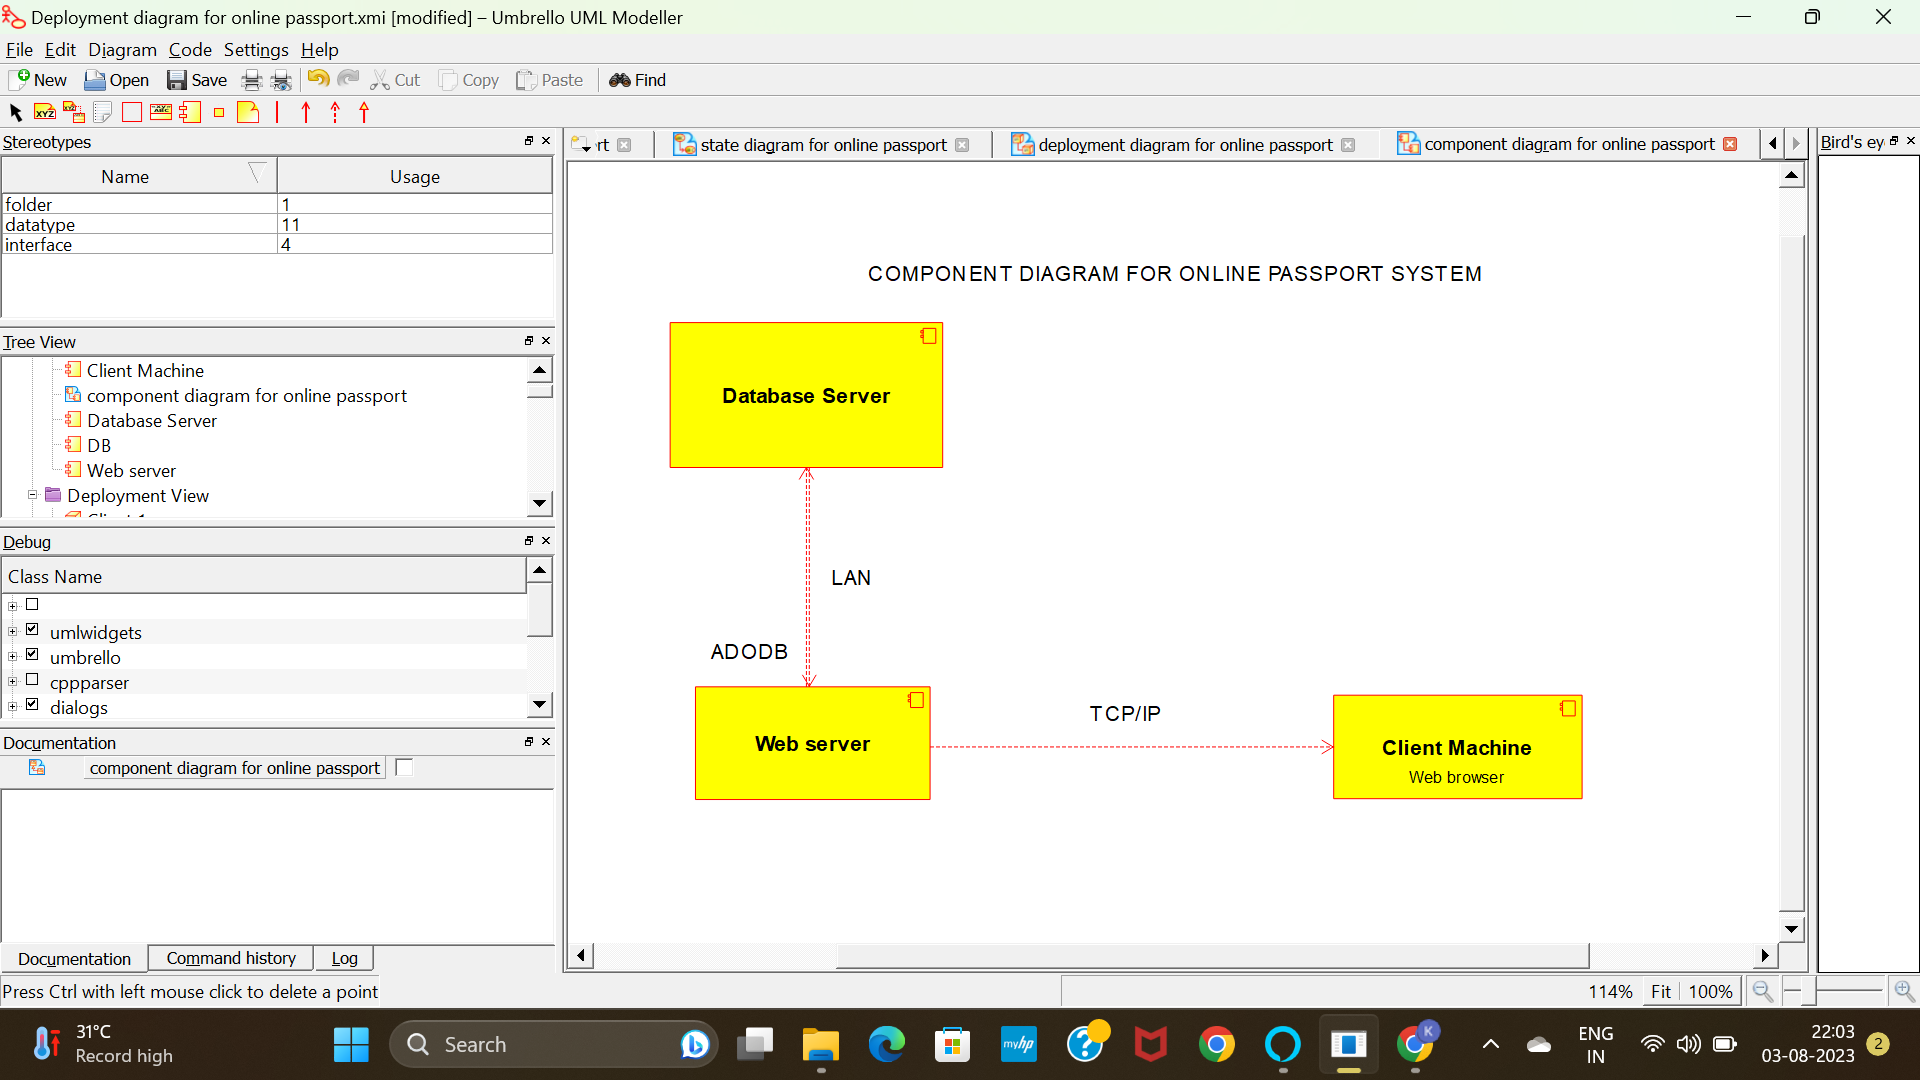 Deployment diagram for online passport.xmi [modified] – Umbrello UML Modeller
File Edit Diagram Code Settings Help
New Open Save Cut Copy Paste Find
XYZ
Stereotypes
Name Usage
folder 1
datatype 11
interface 4
Tree View
Client Machine
component diagram for online passport
Database Server
DB
Web server
Deployment View
Debug
Class Name
umlwidgets
umbrello
cppparser
dialogs
Documentation
component diagram for online passport
Documentation Command history Log
Press Ctrl with left mouse click to delete a point
rt state diagram for online passport deployment diagram for online passport component diagram for online passport
Bird's ey
COMPONENT DIAGRAM FOR ONLINE PASSPORT SYSTEM
Database Server
LAN
ADODB
Web server
TCP/IP
Client Machine
Web browser
114% Fit 100%
31°C
Record high
Search
myhp
K
ENG
IN
22:03
03-08-2023
2